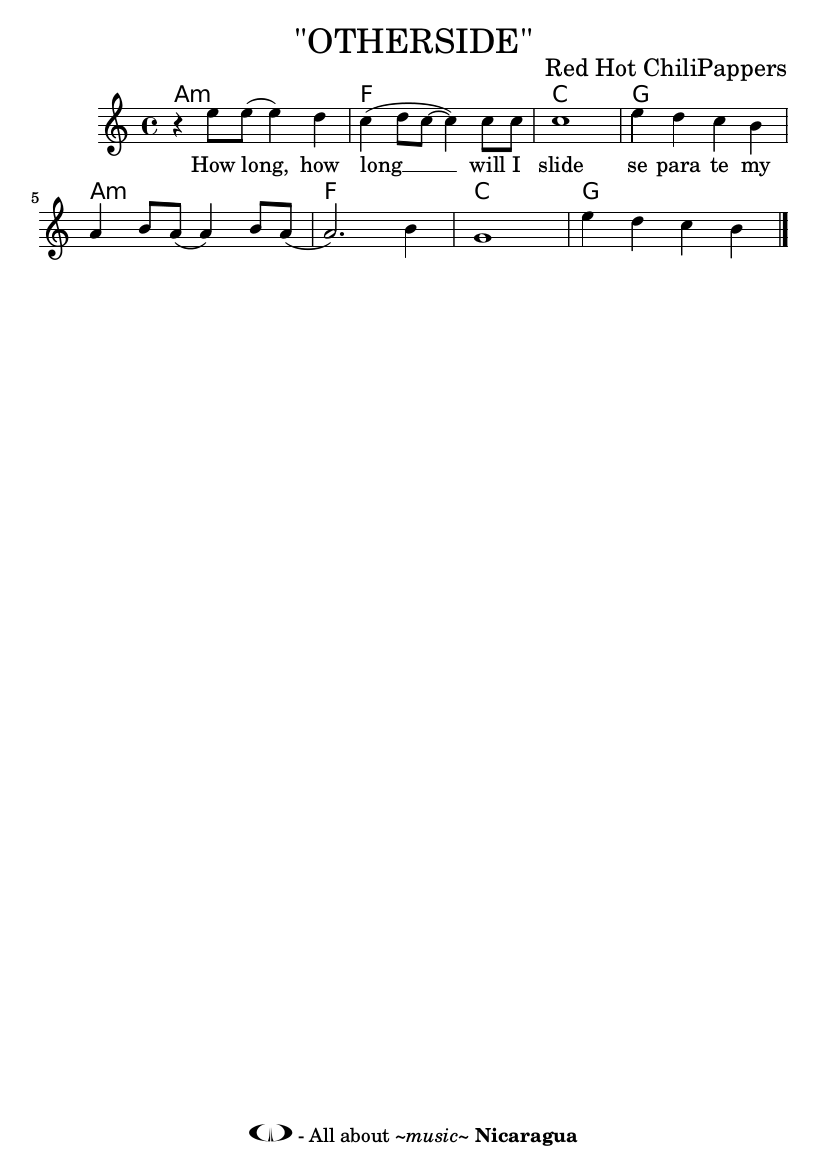 "OTHERSIDE"
Red Hot ChiliPappers
Am F C G
How long, how long will I slide se para te my
5 Am F C G
- All about ~music~ Nicaragua